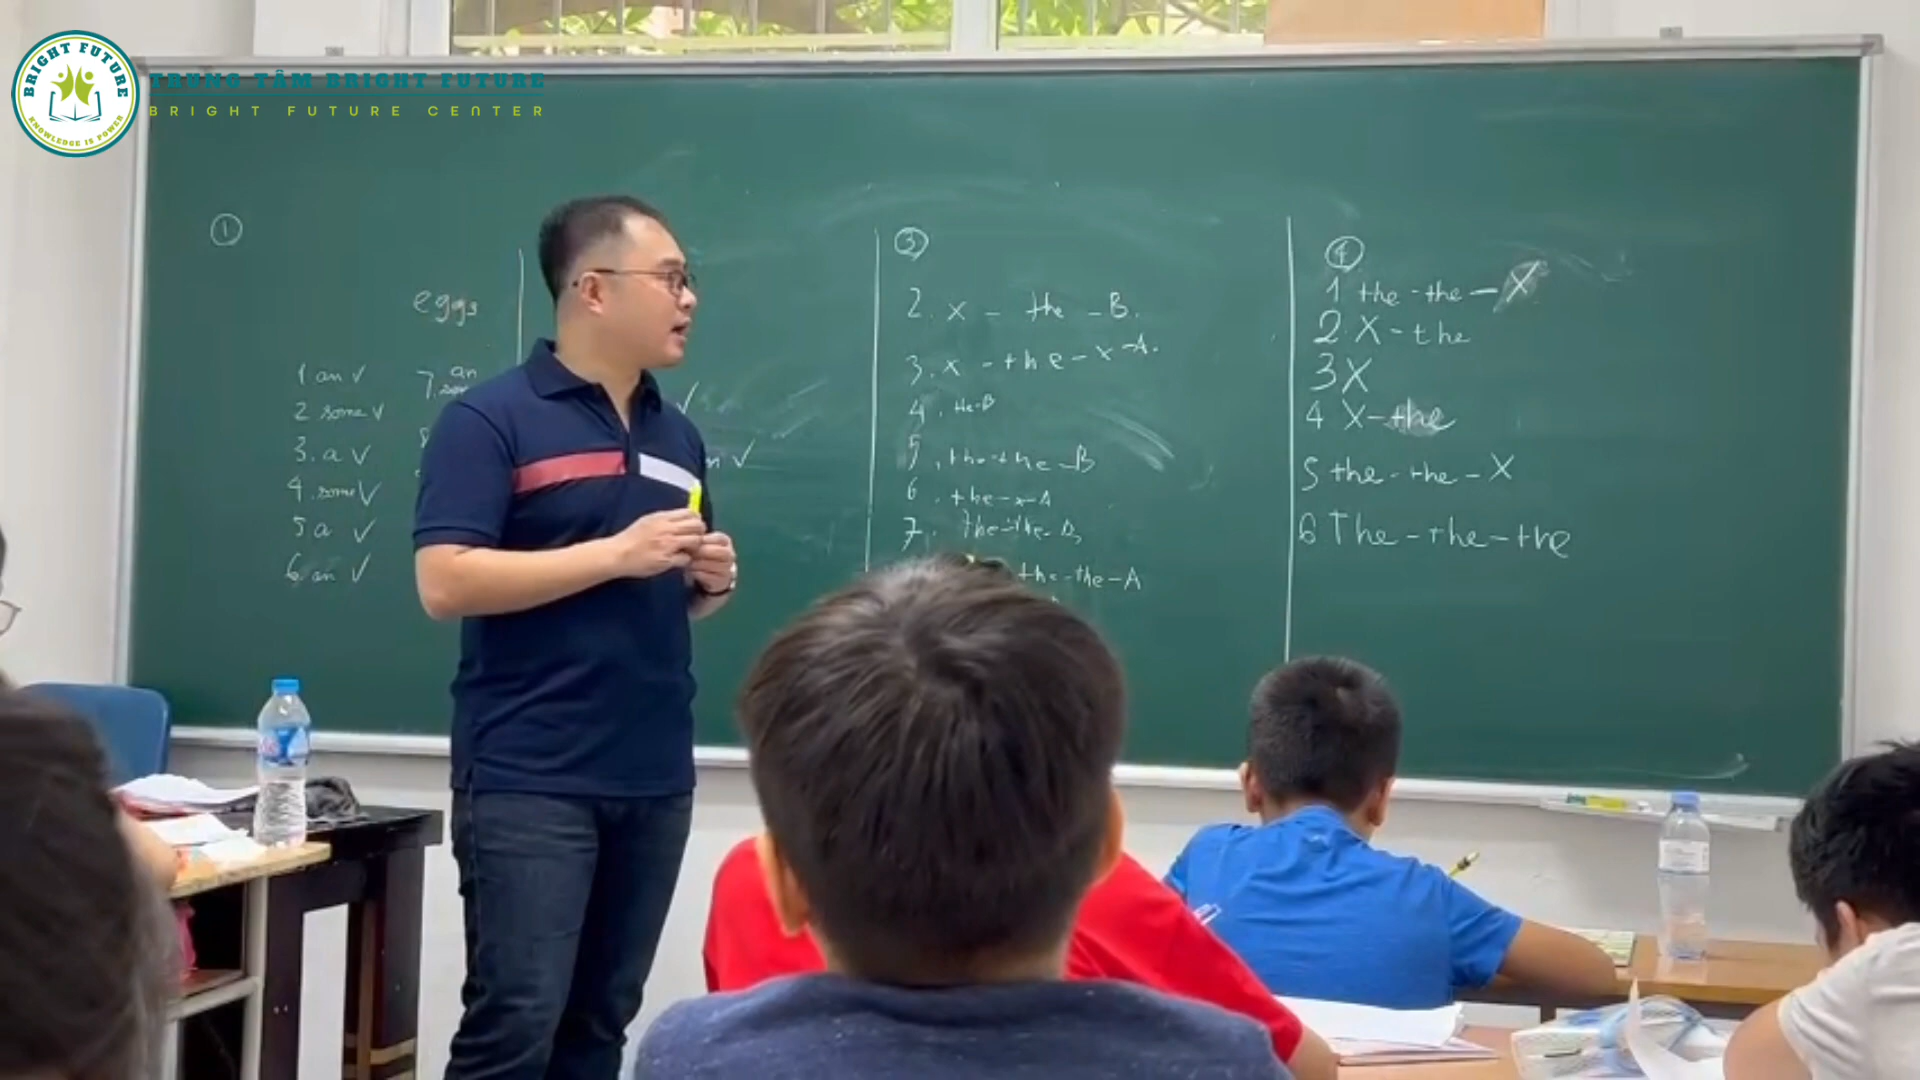 BRIGHT FUTURE
KNOWLEDGE IS POWER
TRUNG TÂM BRIGHT FUTURE
BRIGHT FUTURE CENTER
1
eggs
1 an ✓
2 some ✓
3. a ✓
4. some ✓
5 a ✓
6. an ✓
7. an
3
2. X - the - B.
3. x - the - x - A.
4. the-B
5. the-the-B
6. the-x-A
7. the-the-B
the-the-A
4
1 the-the-X
2. X-the
3 X
4 X-the
5 the-the-X
6 The-the-the